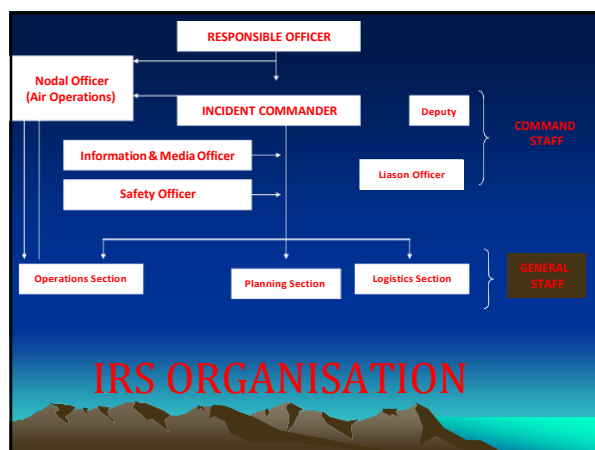 RESPONSIBLE OFFICER
Nodal Officer
(Air Operations)
INCIDENT COMMANDER
Deputy
COMMAND
STAFF
Information & Media Officer
Liason Officer
Safety Officer
Operations Section
Planning Section
Logistics Section
GENERAL
STAFF
IRS ORGANISATION